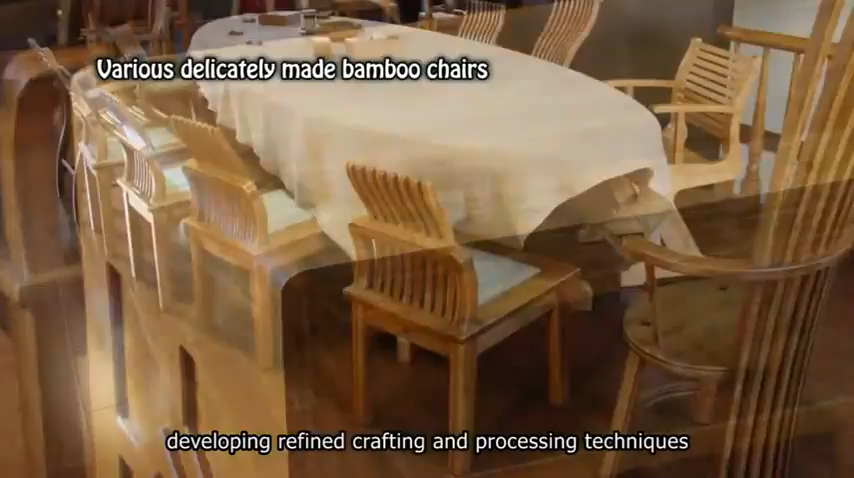 Various delicately made bamboo chairs
developing refined crafting and processing techniques